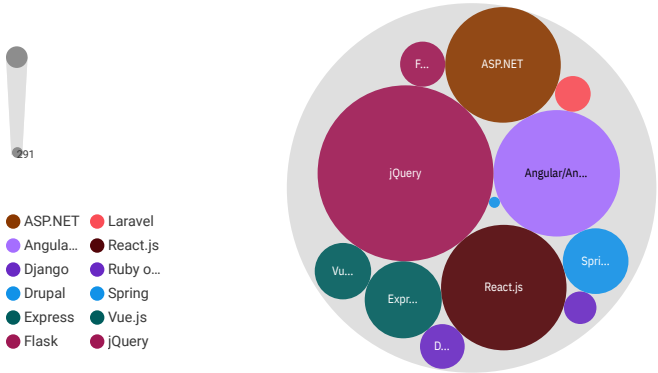 F...
ASP.NET
jQuery
Angular/An...
Vu...
Expr...
React.js
Spri...
D...
291
ASP.NET
Laravel
Angula...
React.js
Django
Ruby o...
Drupal
Spring
Express
Vue.js
Flask
jQuery